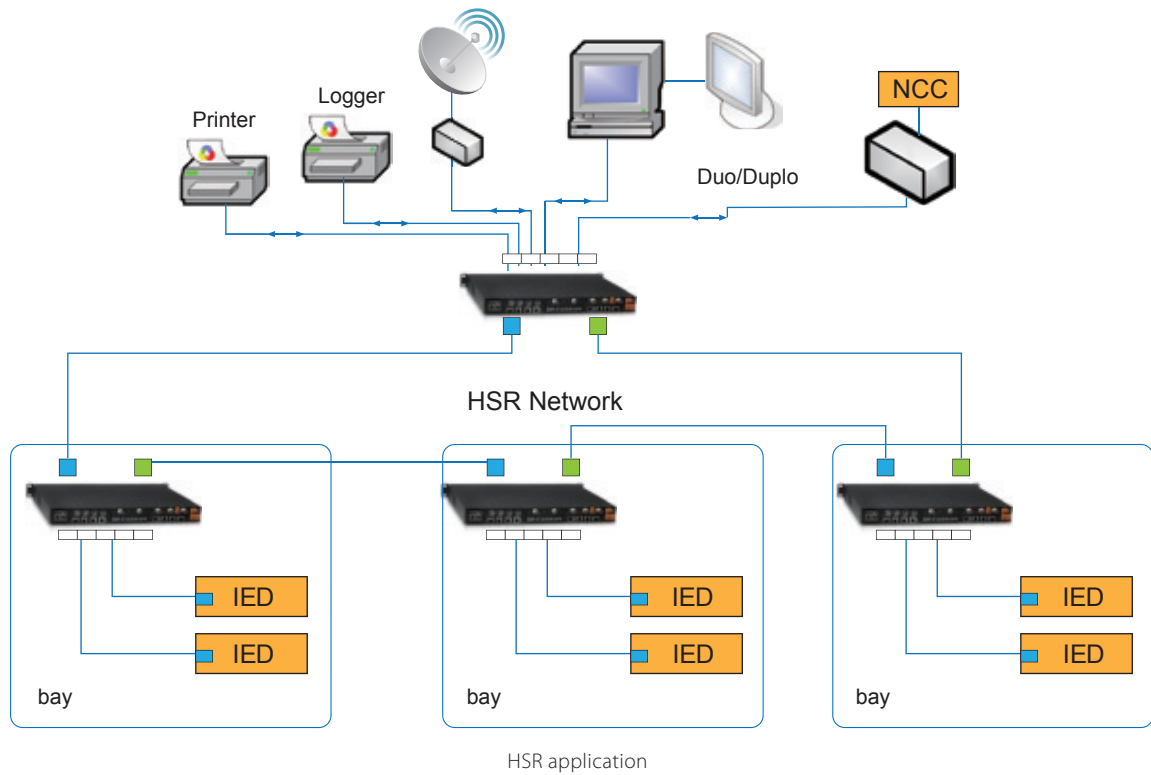 Logger
Printer
NCC
Duo/Duplo
HSR Network
IED
IED
bay
IED
IED
bay
IED
IED
bay
HSR application